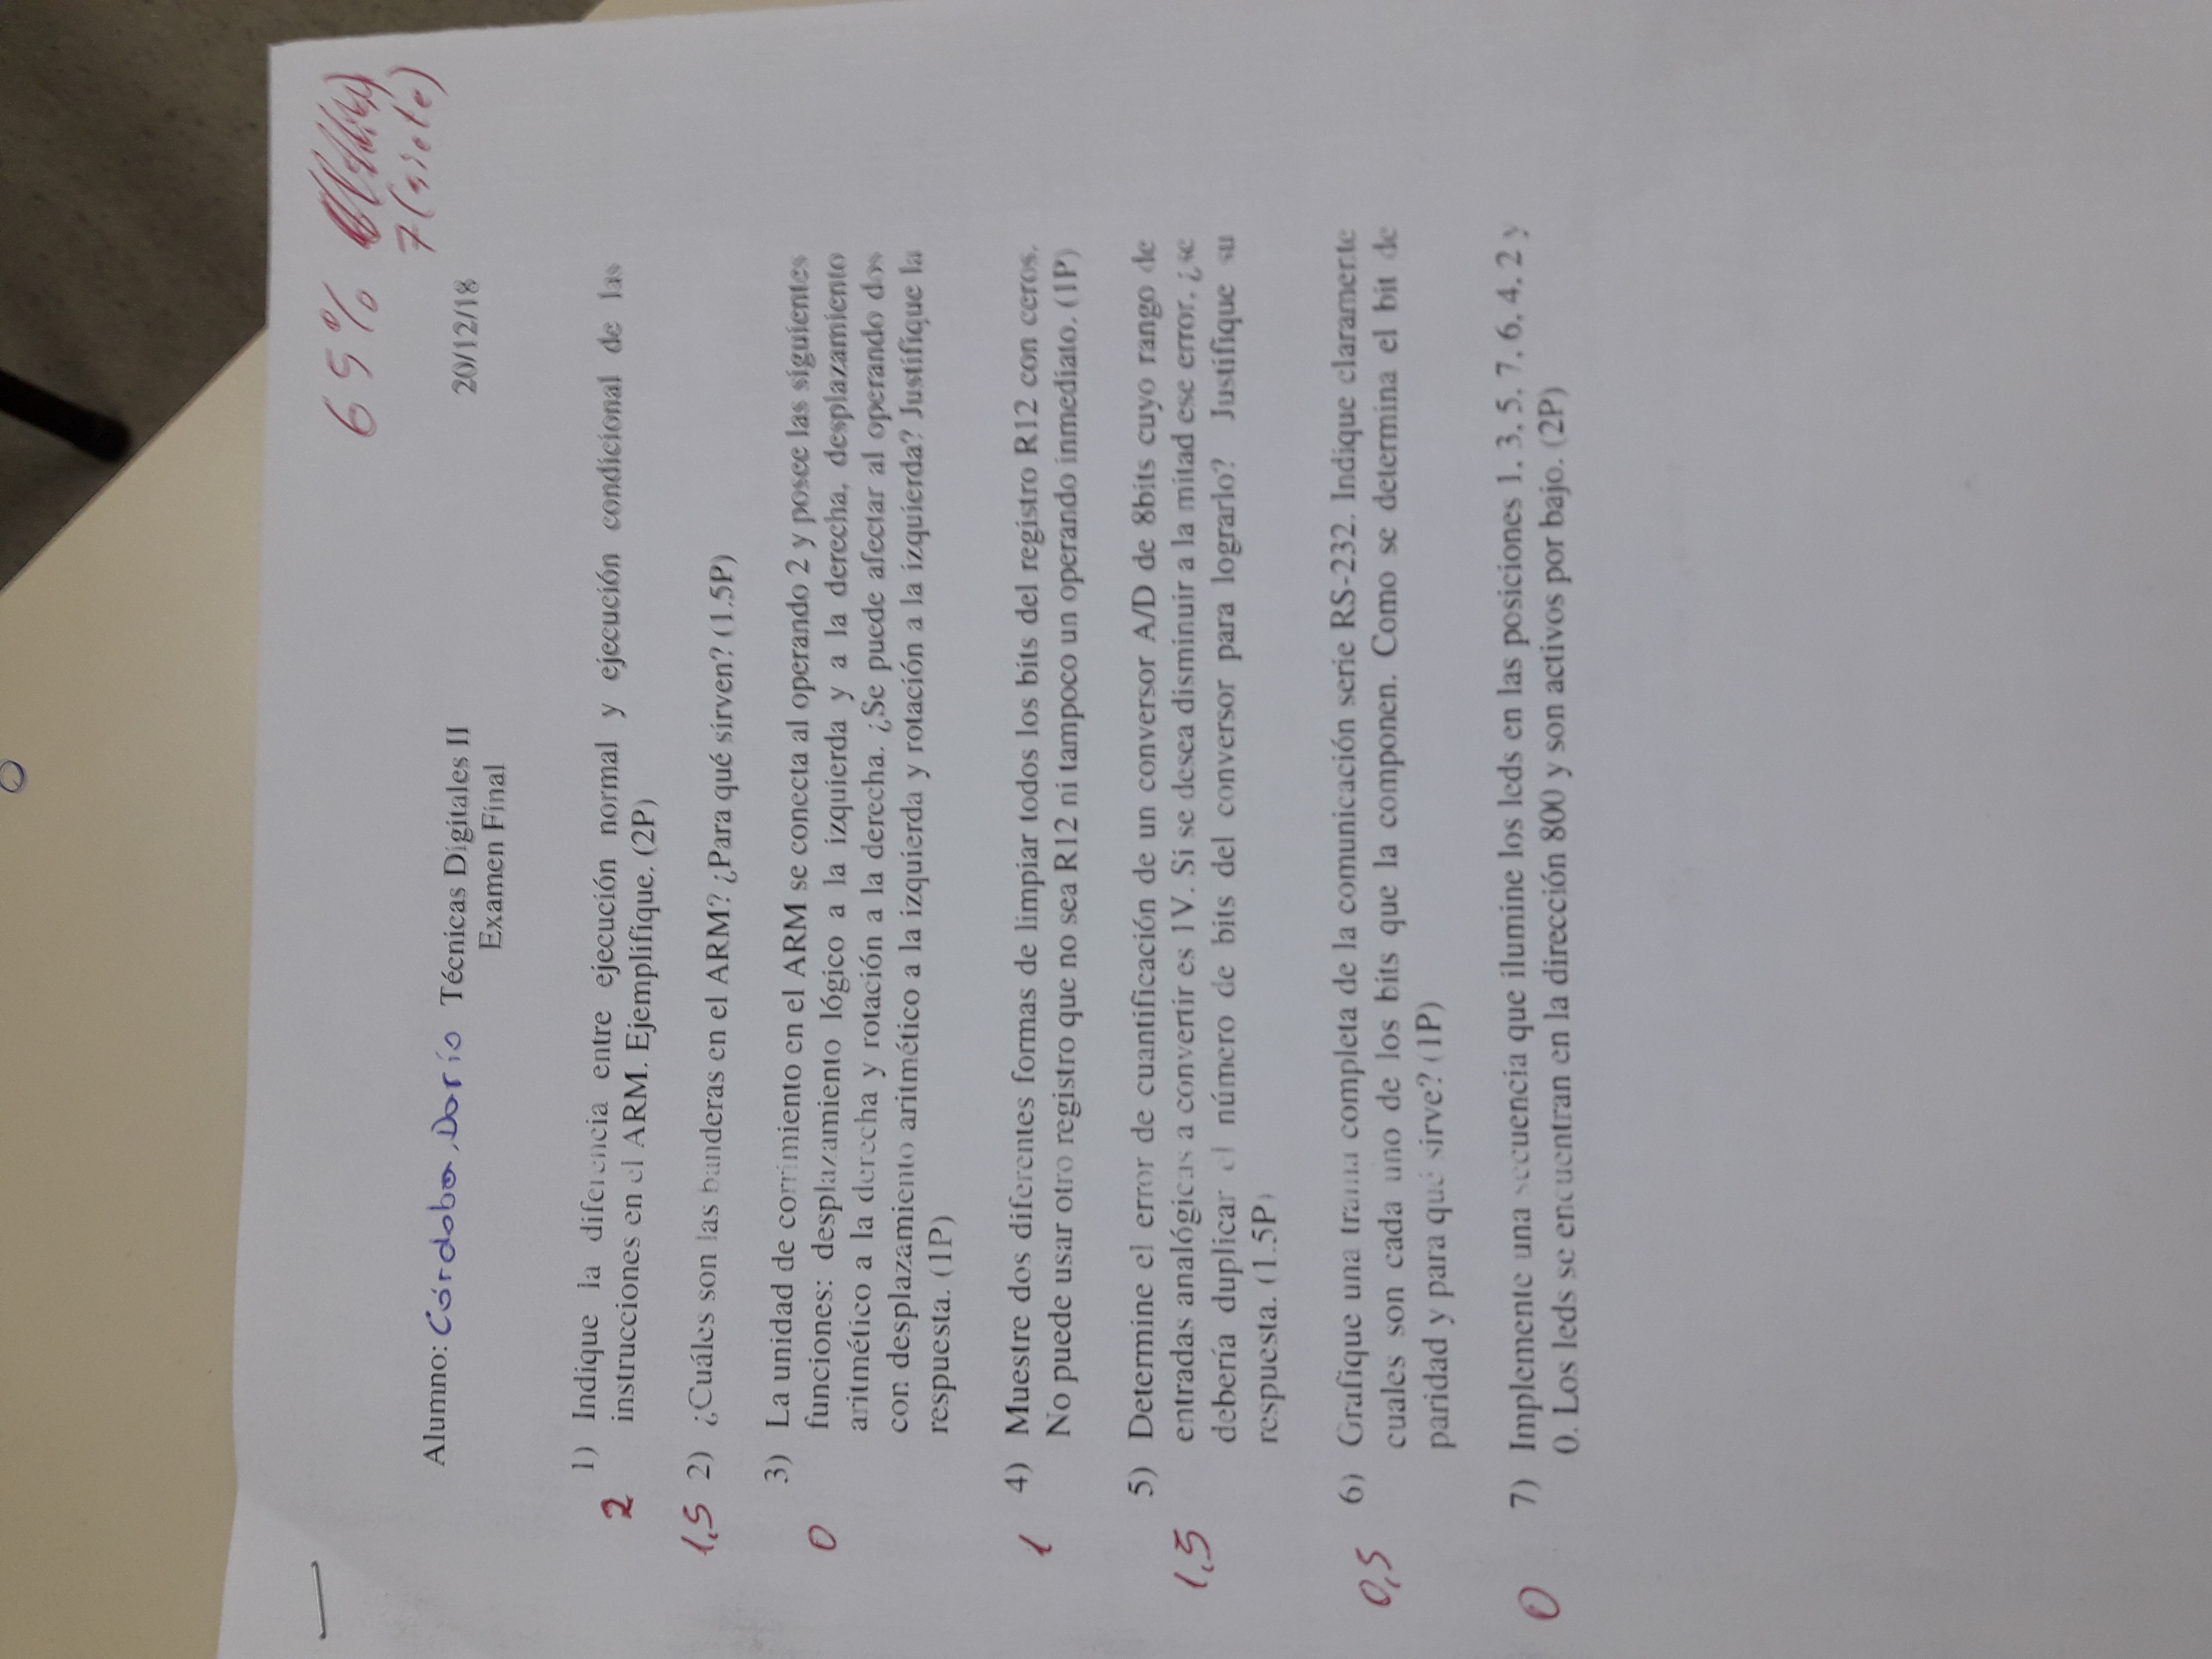 65%
7 (siete)
Alumno: Córdoba, Darío Técnicas Digitales II 20/12/18
Examen Final
1) Indique la diferencia entre ejecución normal y ejecución condicional de las
2 instrucciones en el ARM. Ejemplifique. (2P)
1,5 2) ¿Cuáles son las banderas en el ARM? ¿Para qué sirven? (1.5P)
3) La unidad de corrimiento en el ARM se conecta al operando 2 y posee las siguientes
0 funciones: desplazamiento lógico a la izquierda y a la derecha, desplazamiento
aritmético a la derecha y rotación a la derecha. ¿Se puede afectar al operando dos
con desplazamiento aritmético a la izquierda y rotación a la izquierda? Justifique la
respuesta. (1P)
1 4) Muestre dos diferentes formas de limpiar todos los bits del registro R12 con ceros.
No puede usar otro registro que no sea R12 ni tampoco un operando inmediato. (1P)
5) Determine el error de cuantificación de un conversor A/D de 8bits cuyo rango de
1,5 entradas analógicas a convertir es 1V. Si se desea disminuir a la mitad ese error, ¿se
debería duplicar el número de bits del conversor para lograrlo? Justifique su
respuesta. (1.5P)
6) Grafique una trama completa de la comunicación serie RS-232. Indique claramente
0,5 cuales son cada uno de los bits que la componen. Como se determina el bit de
paridad y para qué sirve? (1P)
0 7) Implemente una secuencia que ilumine los leds en las posiciones 1, 3, 5, 7, 6, 4, 2 y
0. Los leds se encuentran en la dirección 800 y son activos por bajo. (2P)